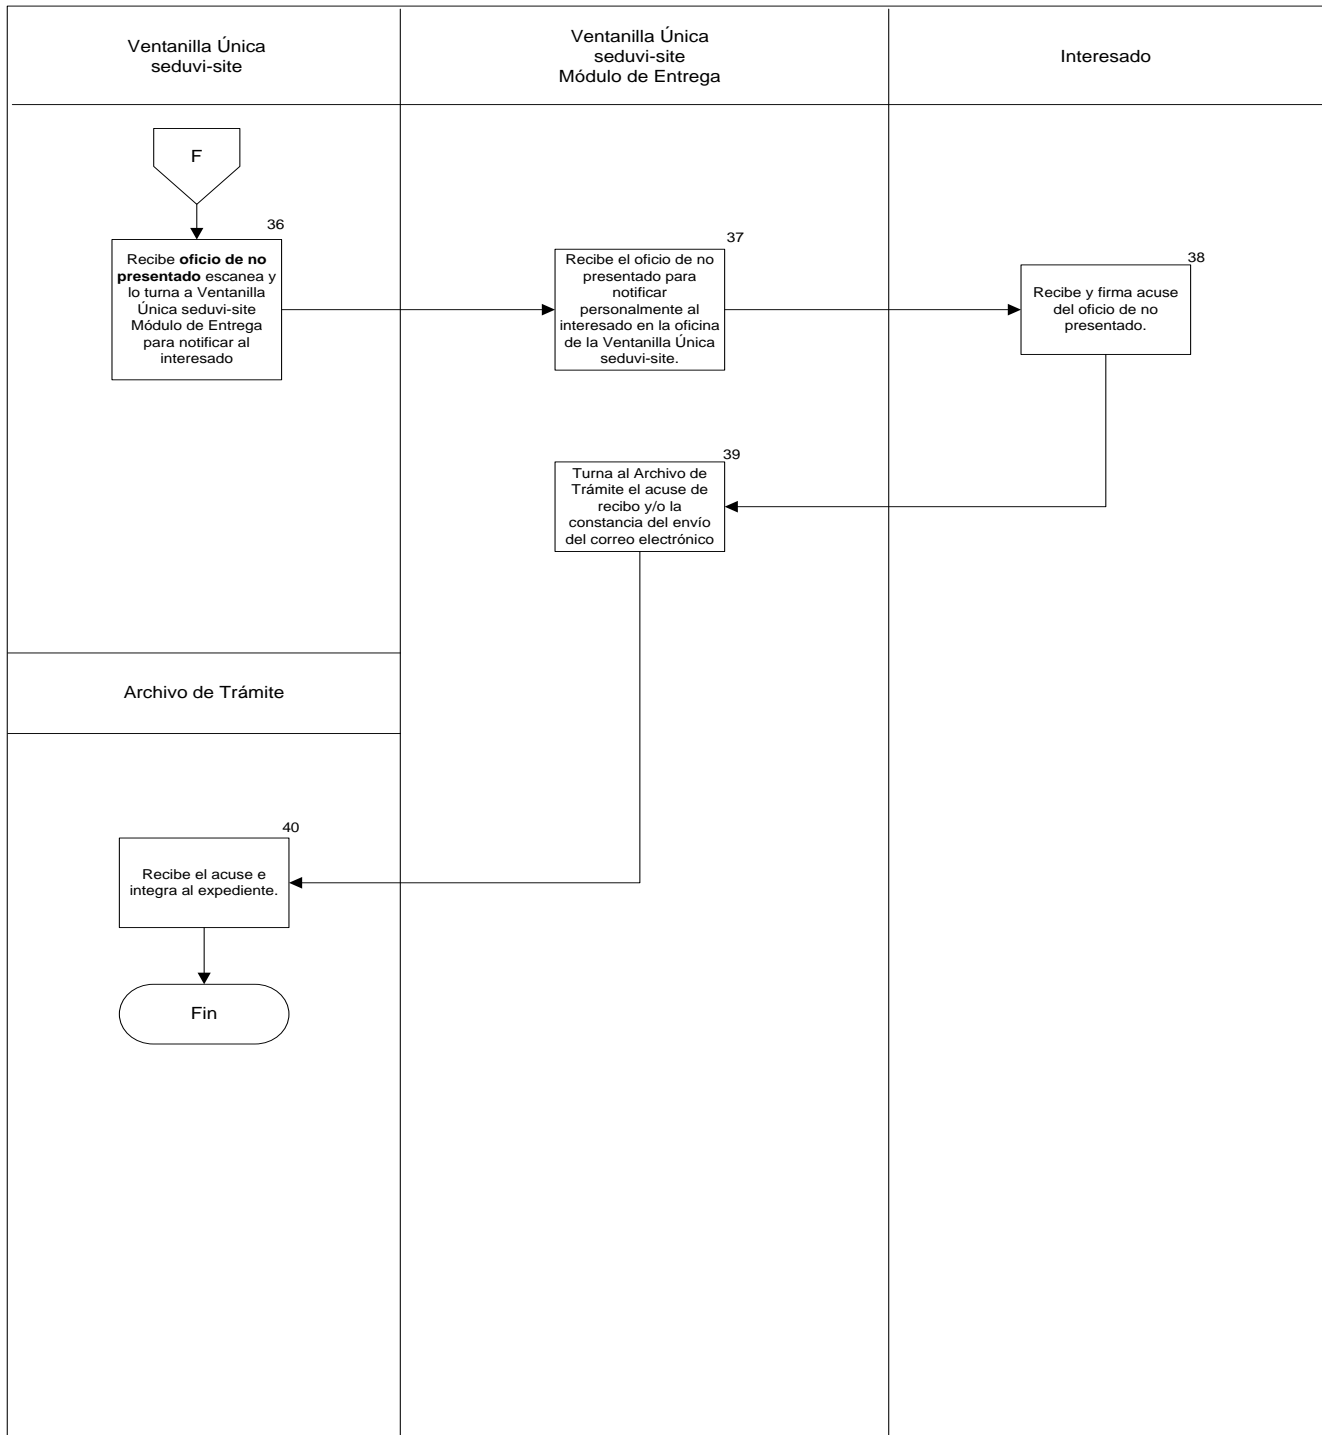 Ventanilla Única
seduvi-site
Ventanilla Única
seduvi-site
Módulo de Entrega
Interesado
F
36
Recibe oficio de no
presentado escanea y
lo turna a Ventanilla
Única seduvi-site
Módulo de Entrega
para notificar al
interesado
37
Recibe el oficio de no
presentado para
notificar
personalmente al
interesado en la oficina
de la Ventanilla Única
seduvi-site.
38
Recibe y firma acuse
del oficio de no
presentado.
39
Turna al Archivo de
Trámite el acuse de
recibo y/o la
constancia del envío
del correo electrónico
Archivo de Trámite
40
Recibe el acuse e
integra al expediente.
Fin